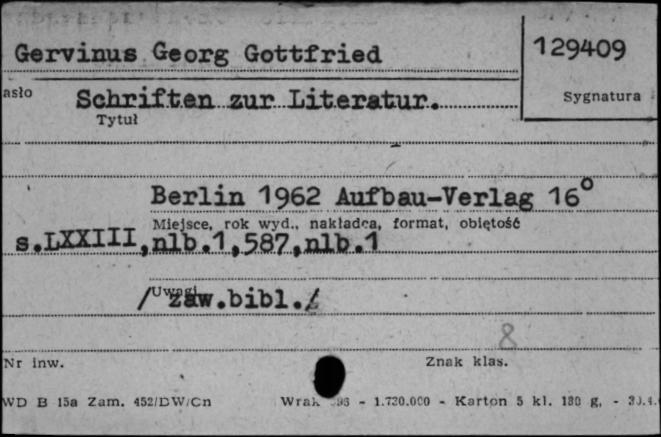 Gervinus Georg Gottfried
129409
asło
Schriften zur Literatur.
Sygnatura
Tytuł
Berlin 1962 Aufbau-Verlag 16°
Miejsce, rok wyd., nakładca, format, objętość
s.LXXIII,nlb.1,587,nlb.1
Uwagi
/zaw.bibl./
8
Nr inw.
Znak klas.
WD B 15a Zam. 452/DW/Cn
- 1.720.000 - Karton 5 kl. 180 g, -